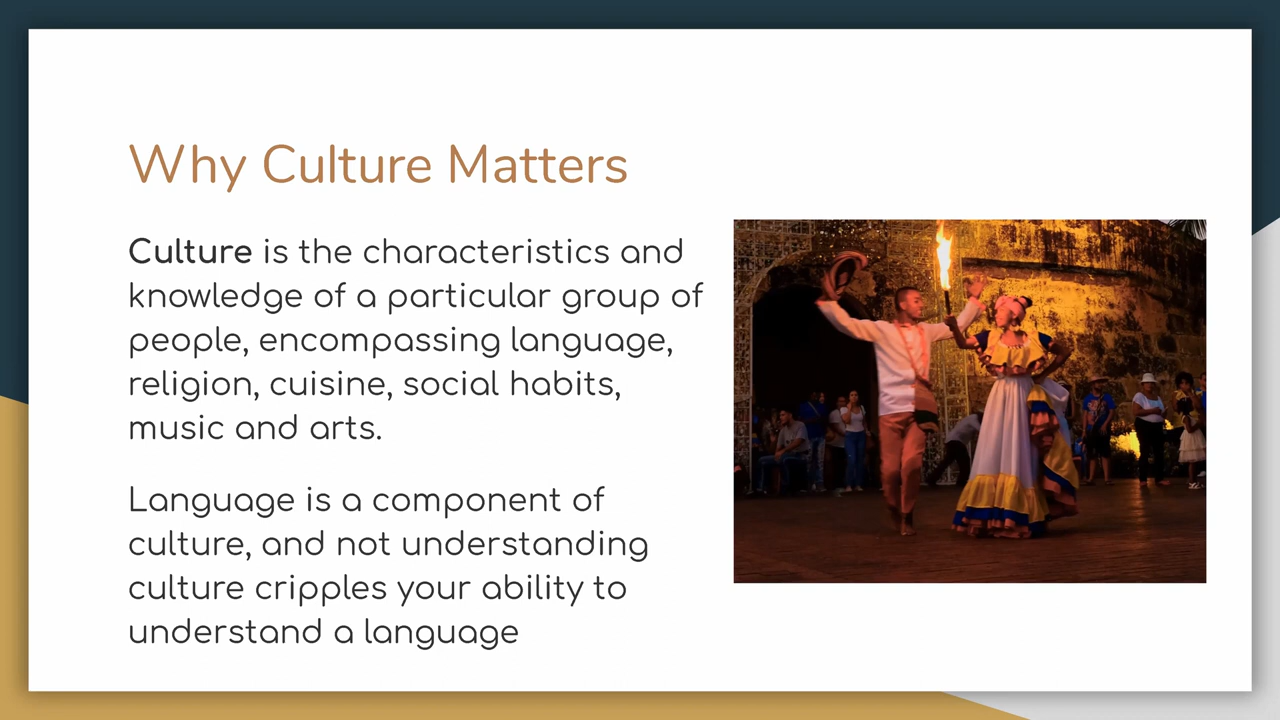 Why Culture Matters
Culture is the characteristics and
knowledge of a particular group of
people, encompassing language,
religion, cuisine, social habits,
music and arts.
Language is a component of
culture, and not understanding
culture cripples your ability to
understand a language